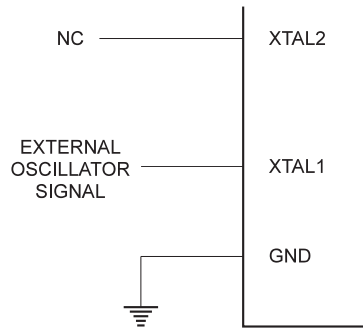 NC
XTAL2
EXTERNAL
OSCILLATOR
SIGNAL
XTAL1
GND